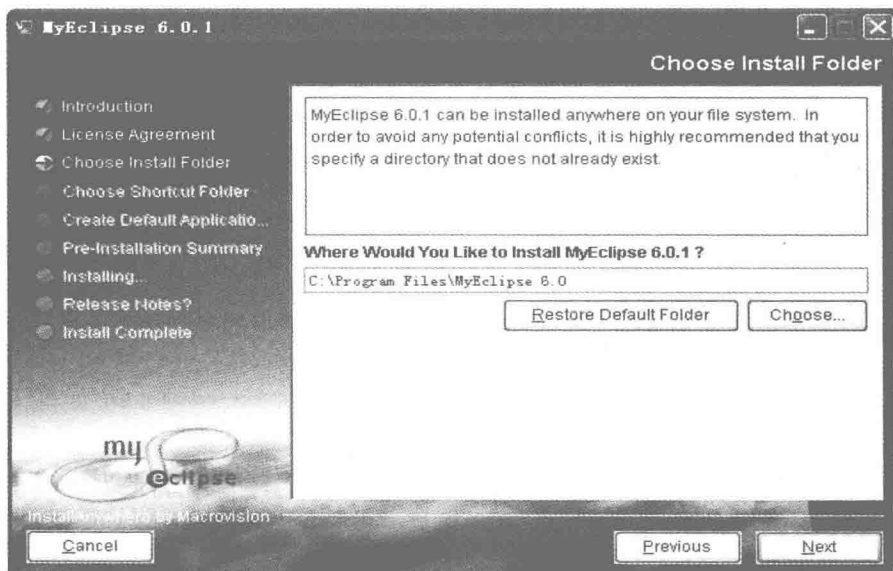 MyEclipse 6.0.1
Choose Install Folder
Introduction
License Agreement
Choose Install Folder
Choose Shortcut Folder
Create Default Applicatio...
Pre-Installation Summary
Installing...
Release Notes?
Install Complete
MyEclipse 6.0.1 can be installed anywhere on your file system. In
order to avoid any potential conflicts, it is highly recommended that you
specify a directory that does not already exist.
Where Would You Like to Install MyEclipse 6.0.1 ?
C:\Program Files\MyEclipse 6.0
Restore Default Folder
Choose...
my
eclipse
InstallAnywhere by Macrovision
Cancel
Previous
Next